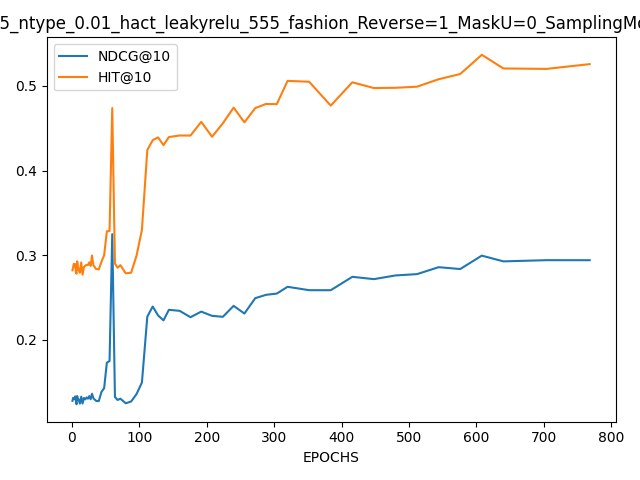 5_ntype_0.01_hact_leakyrelu_555_fashion_Reverse=1_MaskU=0_SamplingMo
NDCG@10
HIT@10
0.5
0.4
0.3
0.2
0 100 200 300 400 500 600 700 800
EPOCHS